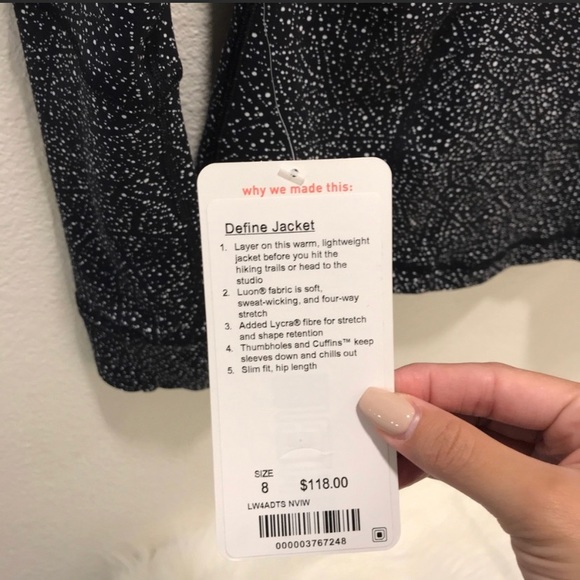 why we made this:
Define Jacket
1. Layer on this warm, lightweight
jacket before you hit the
hiking trails or head to the
studio
2. Luon® fabric is soft,
sweat-wicking, and four-way
stretch
3. Added Lycra® fibre for stretch
and shape retention
4. Thumbholes and Cuffins™ keep
sleeves down and chills out
5. Slim fit, hip length
SIZE
8 $118.00
LW4ADTS NVIW
000003767248